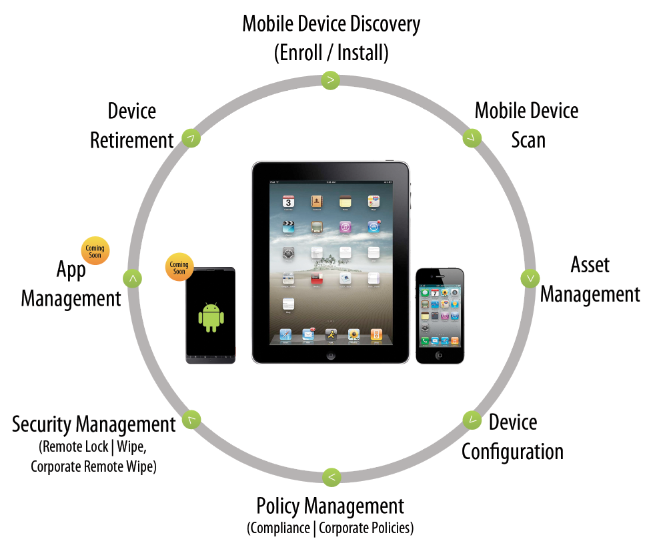 Mobile Device Discovery
(Enroll / Install)
Mobile Device
Scan
Asset
Management
Device
Configuration
Policy Management
(Compliance | Corporate Policies)
Security Management
(Remote Lock | Wipe,
Corporate Remote Wipe)
Coming
Soon
App
Management
Device
Retirement
Coming
Soon
3